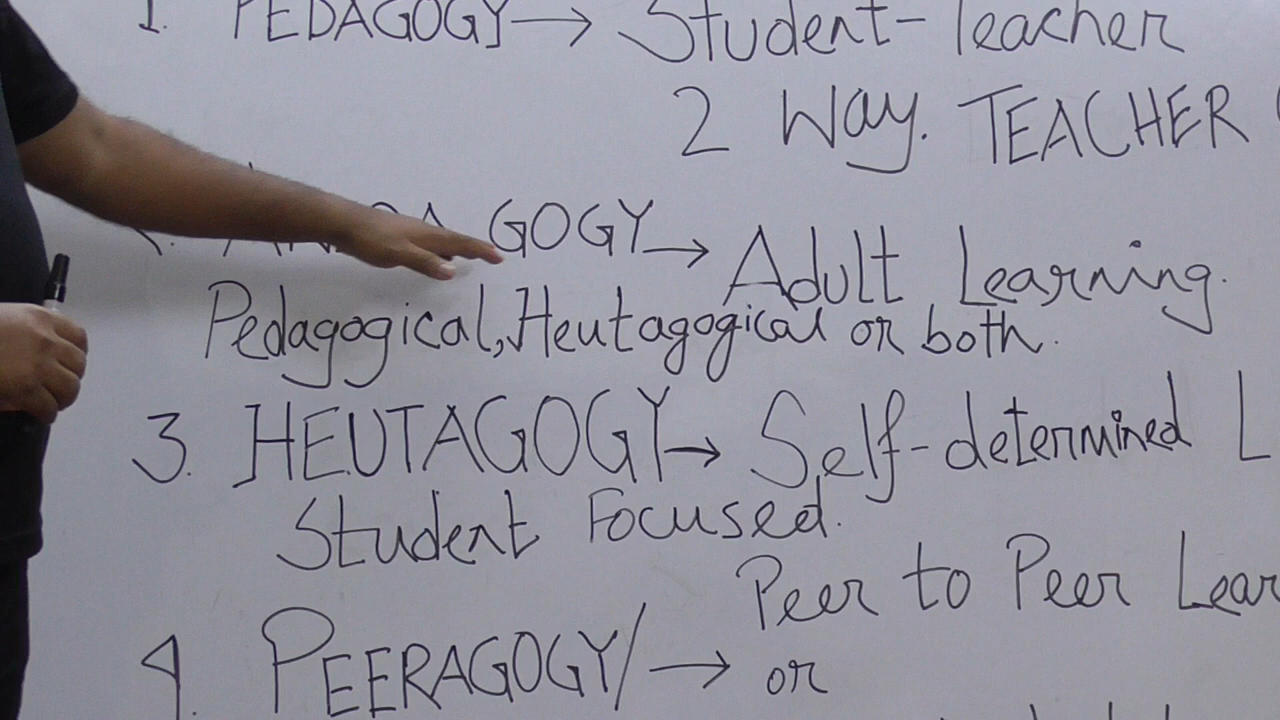 1. PEDAGOGY → Student-Teacher
2 Way. TEACHER
GOGY → Adult Learning.
Pedagogical, Heutagogical or both.
3. HEUTAGOGY → Self-determined L
Student Focused.
Peer to Peer Lear
4. PEERAGOGY/ → or